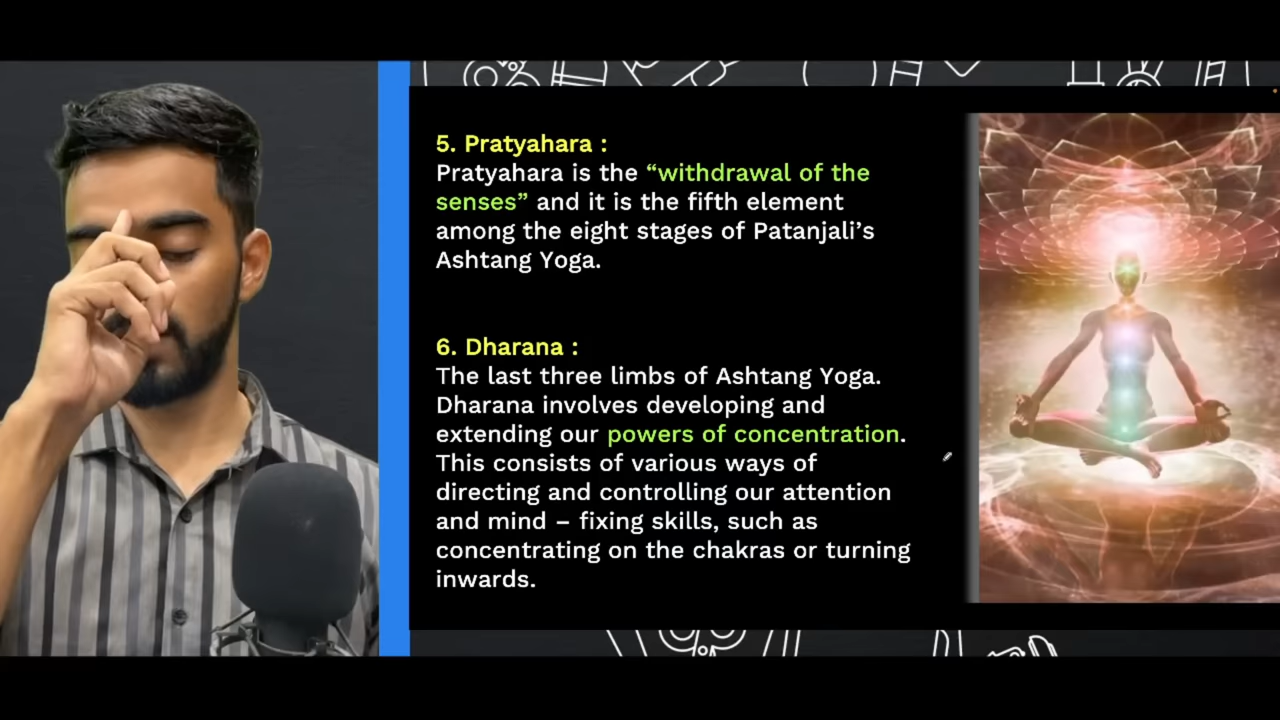 5. Pratyahara :
Pratyahara is the “withdrawal of the
senses” and it is the fifth element
among the eight stages of Patanjali’s
Ashtang Yoga.
6. Dharana :
The last three limbs of Ashtang Yoga.
Dharana involves developing and
extending our powers of concentration.
This consists of various ways of
directing and controlling our attention
and mind – fixing skills, such as
concentrating on the chakras or turning
inwards.